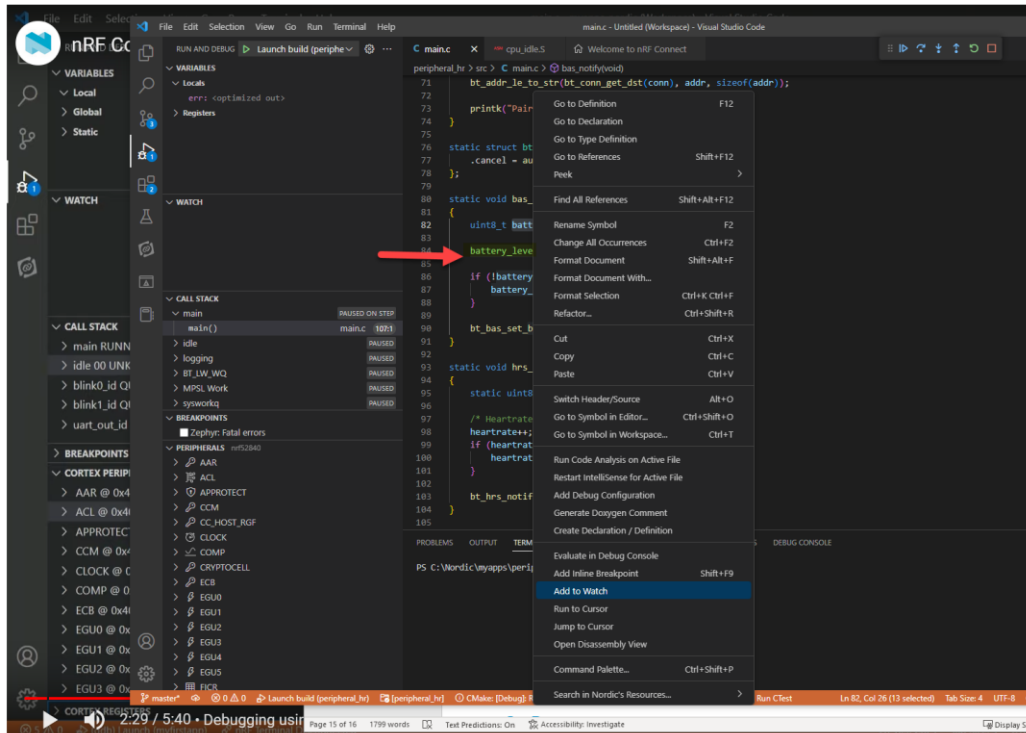 File Edit Selec
nRF Co
VARIABLES
Local
Global
Static
WATCH
CALL STACK
main RUNN
idle 00 UNK
blink0_id QU
blink1_id QU
uart_out_id
BREAKPOINTS
CORTEX PERIP
AAR @ 0x4
ACL @ 0x4
APPROTEC
CCM @ 0x4
CLOCK @ 0
COMP @ 0
ECB @ 0x4
EGU0 @ 0x
EGU1 @ 0x
EGU2 @ 0x
EGU3 @ 0x
CORTEX REGISTERS
File Edit Selection View Go Run Terminal Help
main.c - Untitled (Workspace) - Visual Studio Code
RUN AND DEBUG Launch build (periphe
VARIABLES
Locals
err: <optimized out>
Registers
WATCH
CALL STACK
main PAUSED ON STEP
main() main.c 107:1
idle PAUSED
logging PAUSED
BT_LW_WQ PAUSED
MPSL Work PAUSED
sysworkq PAUSED
BREAKPOINTS
Zephyr: Fatal errors
PERIPHERALS nrf52840
AAR
ACL
APPROTECT
CCM
CC_HOST_RGF
CLOCK
COMP
CRYPTOCELL
ECB
EGU0
EGU1
EGU2
EGU3
EGU4
EGU5
FICR
main.c cpu_idle.S Welcome to nRF Connect
peripheral_hr > src > main.c > bas_notify(void)
71 bt_addr_le_to_str(bt_conn_get_dst(conn), addr, sizeof(addr));
72
73 printk("Pair
74 }
75
76 static struct bt
77 .cancel = au
78 };
79
80 static void bas_
81 {
82 uint8_t batt
83
84 battery_leve
85
86 if (!battery
87 battery_
88 }
89
90 bt_bas_set_b
91 }
92
93 static void hrs_
94 {
95 static uint8
96
97 /* Heartrate
98 heartrate++;
99 if (heartrat
100 heartrat
101 }
102
103 bt_hrs_notif
104 }
105
Go to Definition F12
Go to Declaration
Go to Type Definition
Go to References Shift+F12
Peek
Find All References Shift+Alt+F12
Rename Symbol F2
Change All Occurrences Ctrl+F2
Format Document Shift+Alt+F
Format Document With...
Format Selection Ctrl+K Ctrl+F
Refactor... Ctrl+Shift+R
Cut Ctrl+X
Copy Ctrl+C
Paste Ctrl+V
Switch Header/Source Alt+O
Go to Symbol in Editor... Ctrl+Shift+O
Go to Symbol in Workspace... Ctrl+T
Run Code Analysis on Active File
Restart IntelliSense for Active File
Add Debug Configuration
Generate Doxygen Comment
Create Declaration / Definition
Evaluate in Debug Console
Add Inline Breakpoint Shift+F9
Add to Watch
Run to Cursor
Jump to Cursor
Open Disassembly View
Command Palette... Ctrl+Shift+P
Search in Nordic's Resources...
PROBLEMS OUTPUT TERM
DEBUG CONSOLE
PS C:\Nordic\myapps\perip
master* 0 0 Launch build (peripheral_hr) [peripheral_hr] CMake: [Debug]: R
Run CTest Ln 82, Col 26 (13 selected) Tab Size: 4 UTF-8
2:29 / 5:40 • Debugging usin
Page 15 of 16 1799 words Text Predictions: On Accessibility: Investigate
Display S